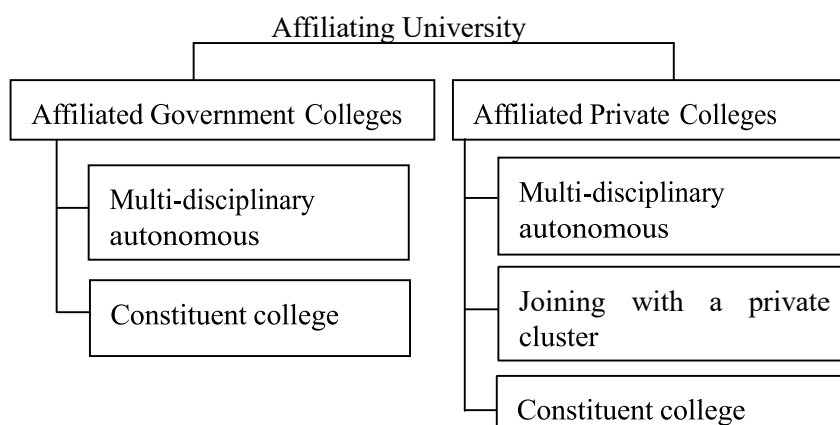 Affiliating University
Affiliated Government Colleges
Multi-disciplinary
autonomous
Constituent college
Affiliated Private Colleges
Multi-disciplinary
autonomous
Joining with a private
cluster
Constituent college